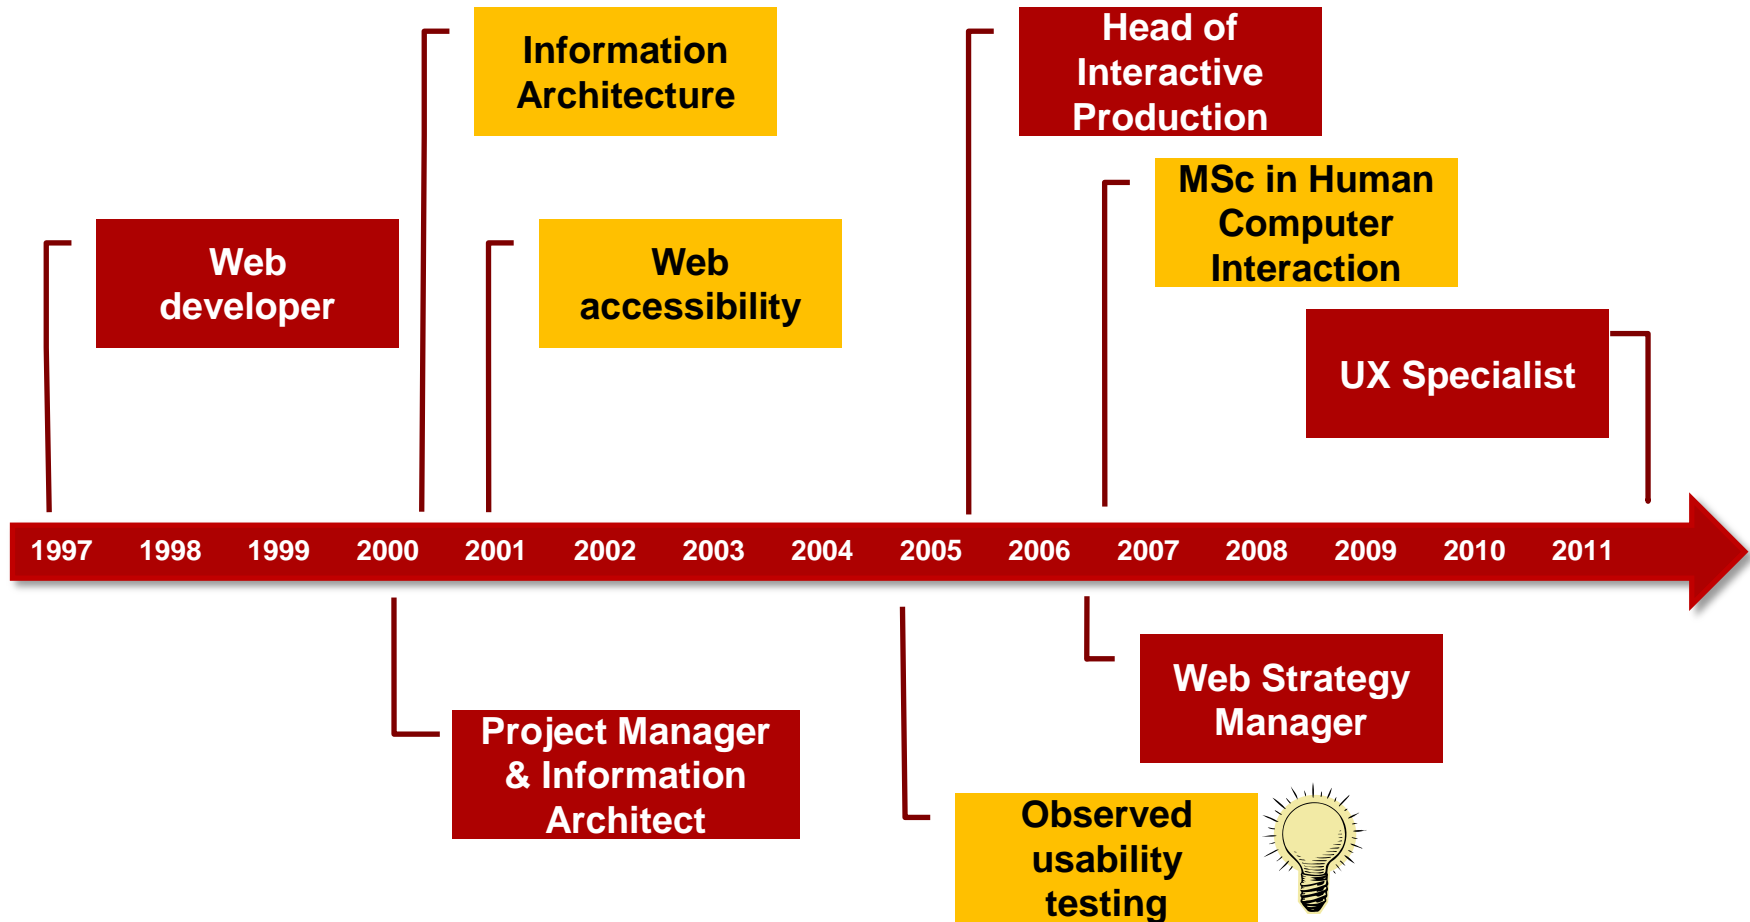 Information
Architecture
Head of
Interactive
Production
MSc in Human
Computer
Interaction
Web
developer
Web
accessibility
UX Specialist
1997 1998 1999 2000 2001 2002 2003 2004 2005 2006 2007 2008 2009 2010 2011
Web Strategy
Manager
Project Manager
& Information
Architect
Observed
usability
testing